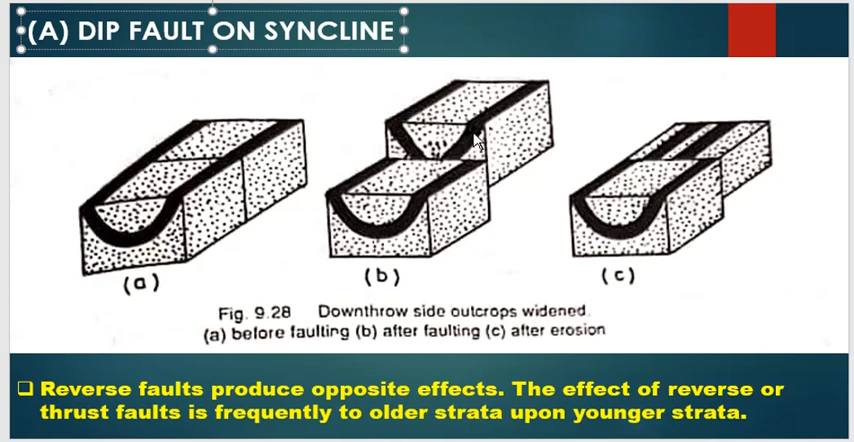 (A) DIP FAULT ON SYNCLINE
(a)
(b)
(c)
Fig. 9.28 Downthrow side outcrops widened.
(a) before faulting (b) after faulting (c) after erosion
❑ Reverse faults produce opposite effects. The effect of reverse or
thrust faults is frequently to older strata upon younger strata.